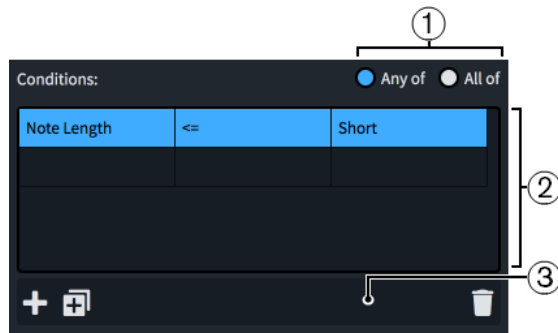 1
Conditions: Any of All of
Note Length <= Short
2
3